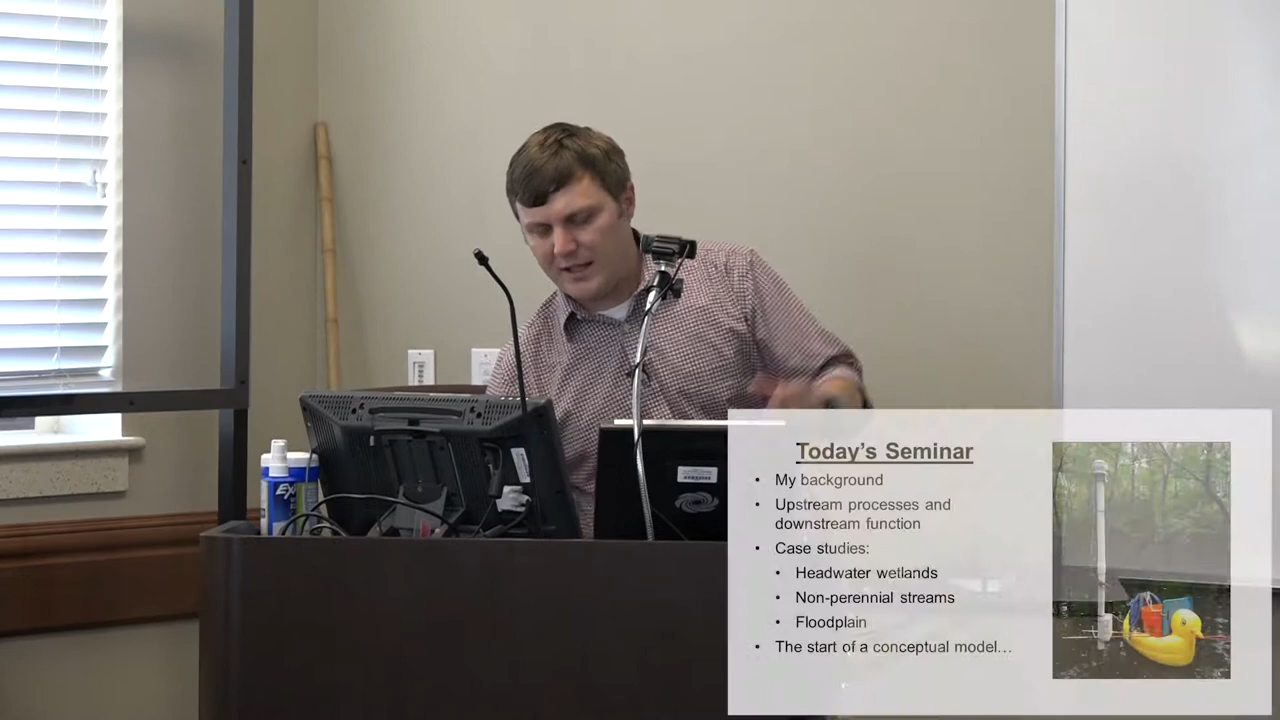 Today's Seminar
• My background
• Upstream processes and
downstream function
• Case studies:
• Headwater wetlands
• Non-perennial streams
• Floodplain
• The start of a conceptual model…